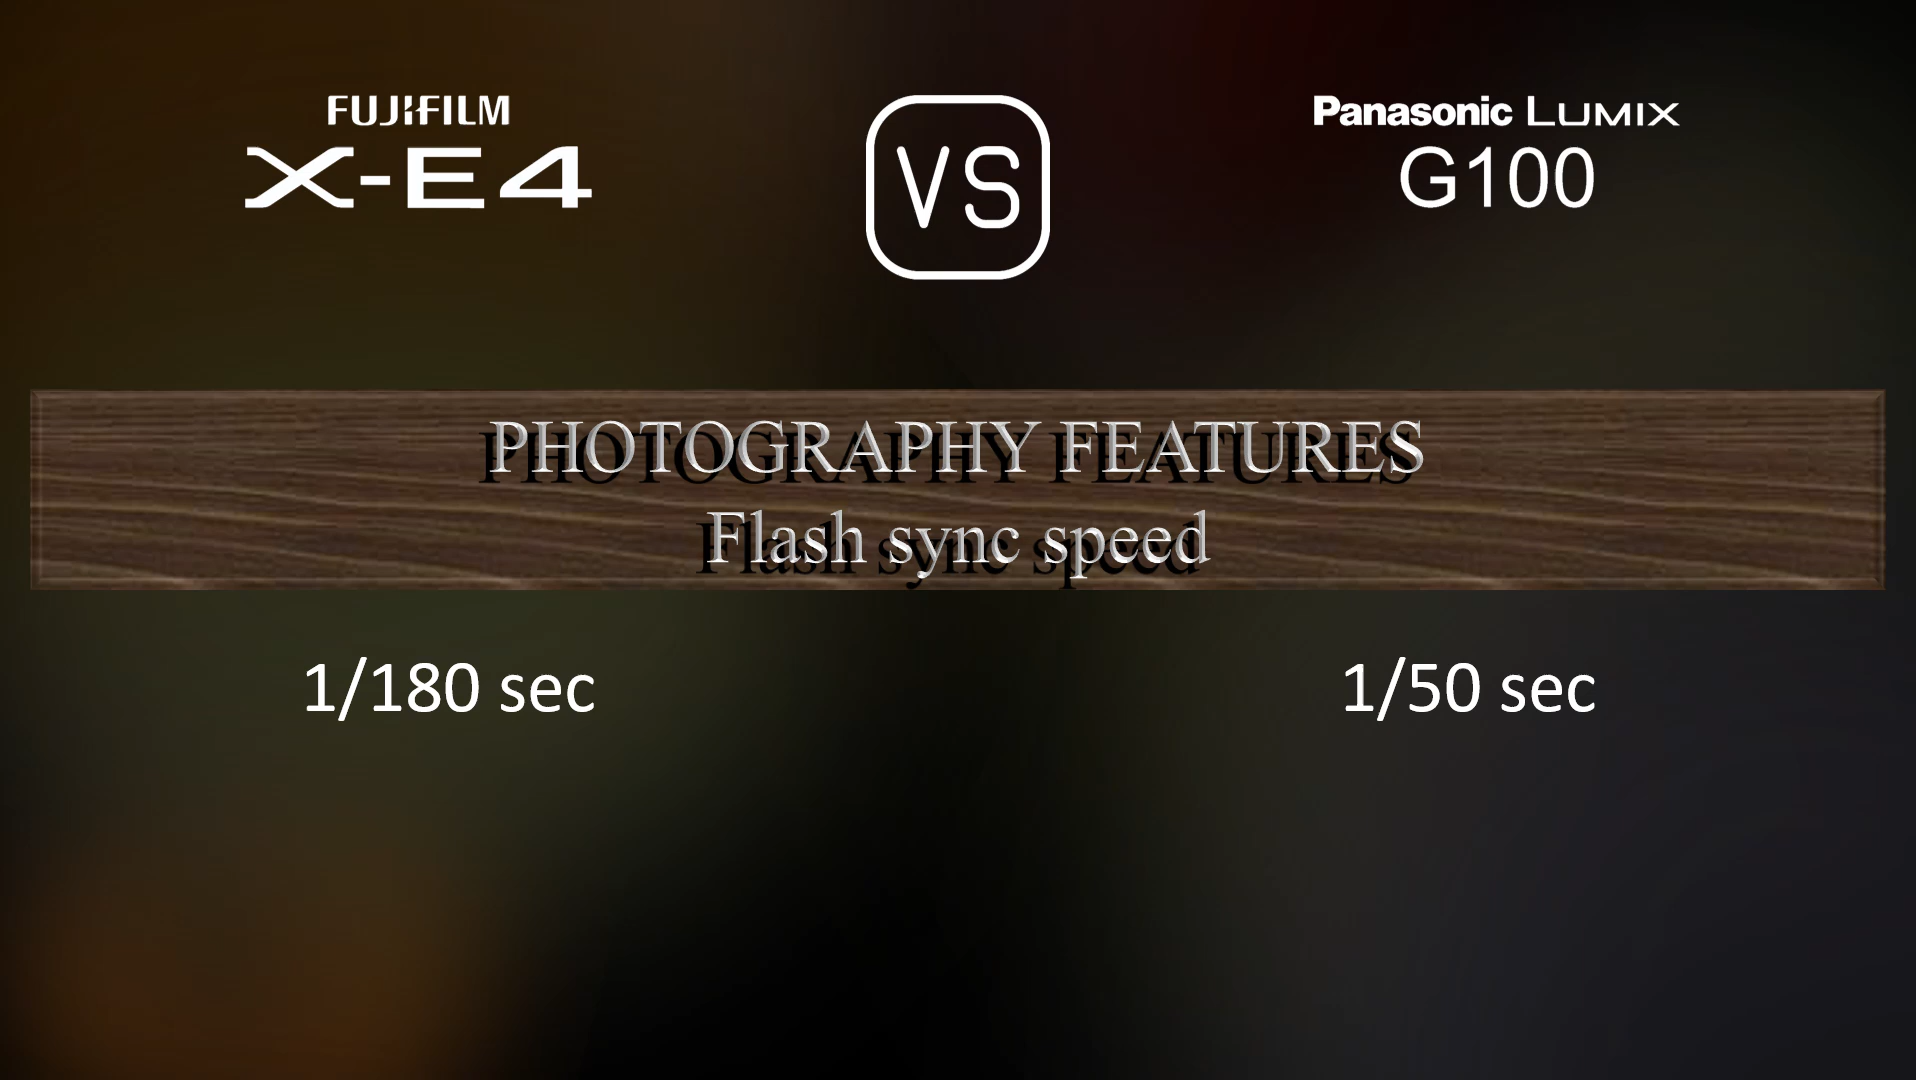 FUJIFILM
X-E4
VS
Panasonic LUMIX
G100
PHOTOGRAPHY FEATURES
Flash sync speed
1/180 sec
1/50 sec